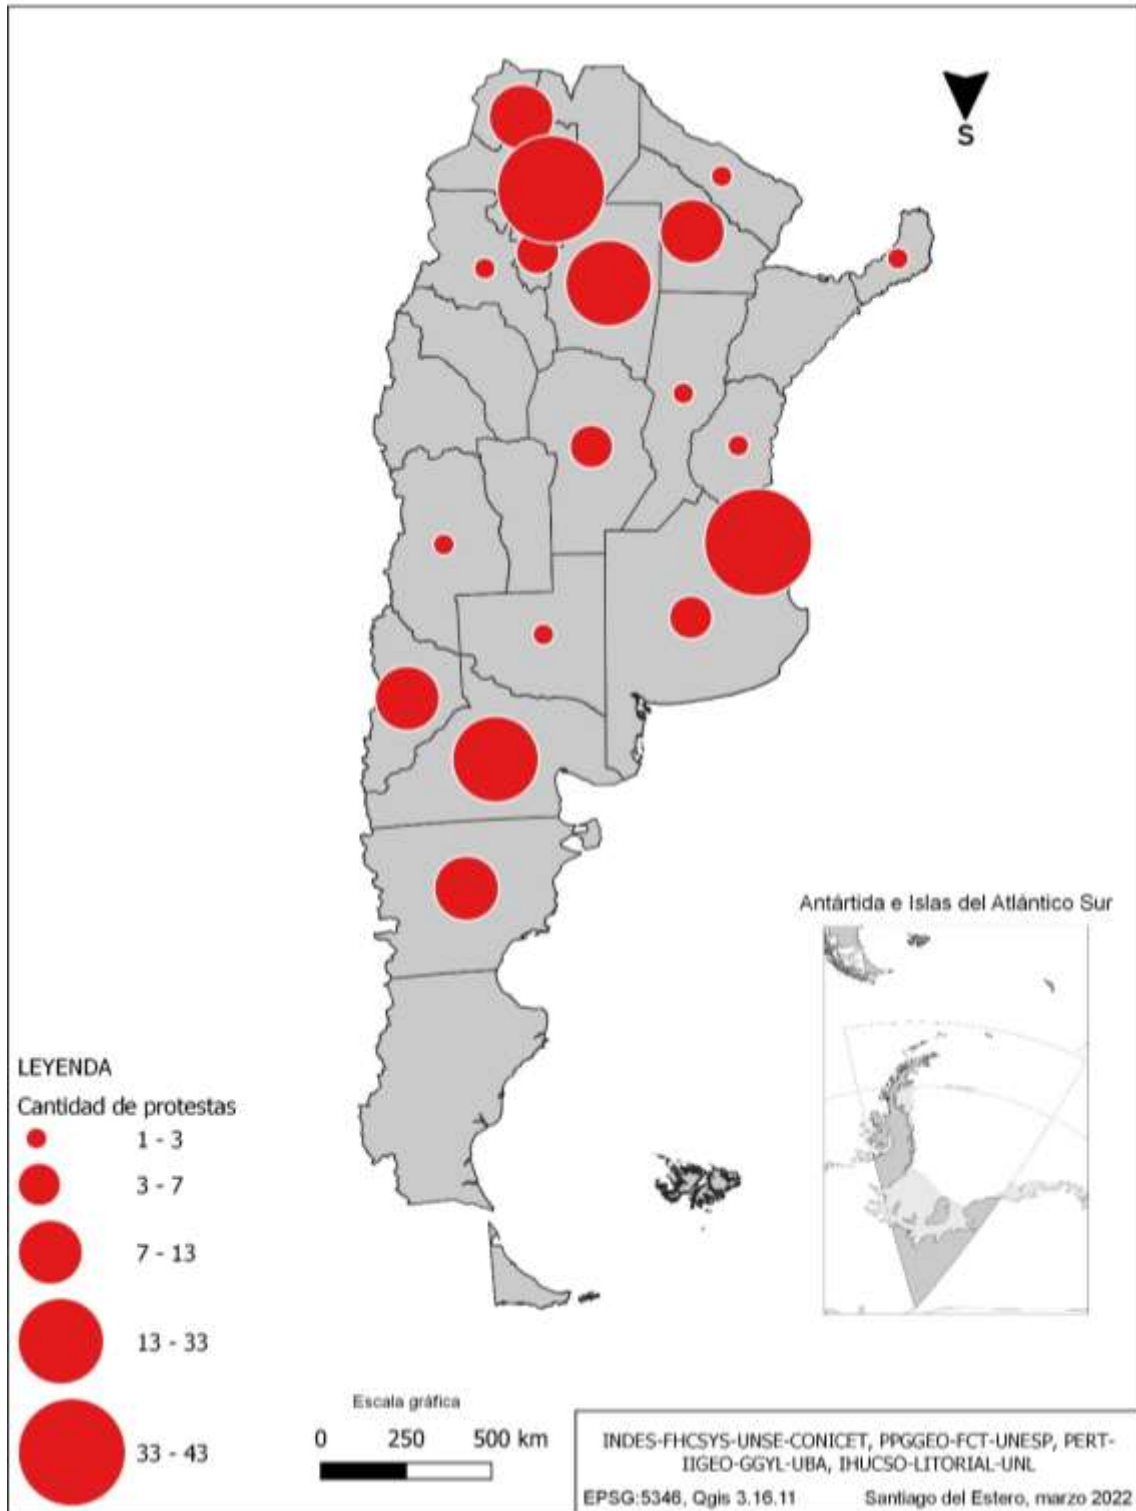 S
Antártida e Islas del Atlántico Sur
LEYENDA
Cantidad de protestas
1 - 3
3 - 7
7 - 13
13 - 33
33 - 43
Escala gráfica
0 250 500 km
INDES-FHCSYS-UNSE-CONICET, PPGGEO-FCT-UNESP, PERT-
IIGEO-GGYL-UBA, IHUCSO-LITORIAL-UNL
EPSG:5346, Qgis 3.16.11 Santiago del Estero, marzo 2022